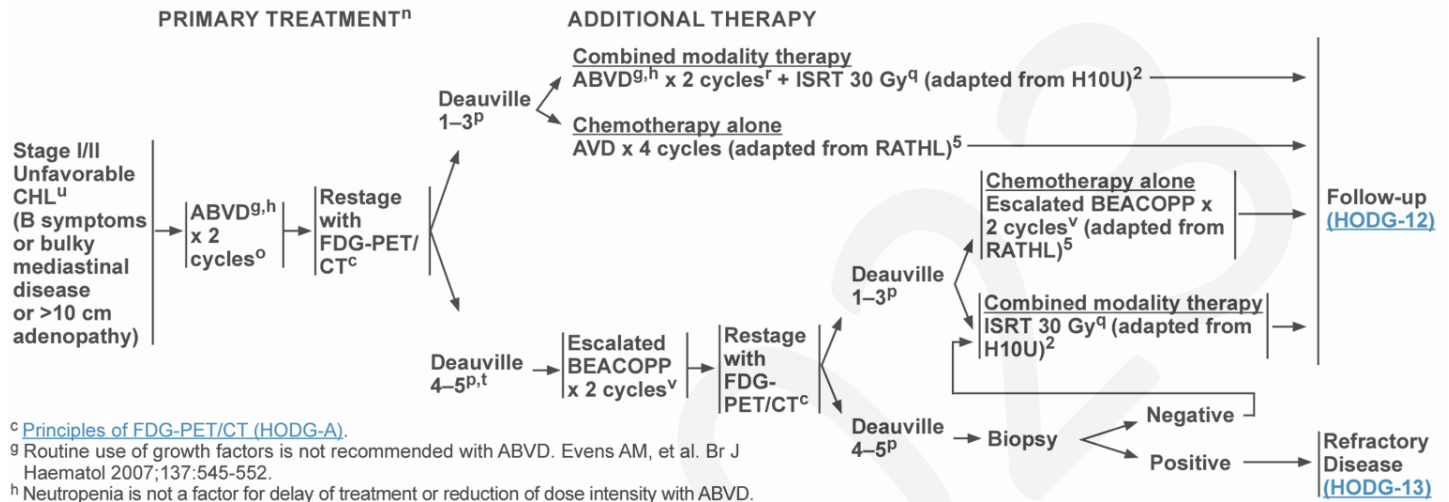 PRIMARY TREATMENTⁿ
ADDITIONAL THERAPY
Stage I/II
Unfavorable
CHLᵘ
(B symptoms
or bulky
mediastinal
disease
or >10 cm
adenopathy)
ABVDᵍ,ʰ
x 2
cyclesᵒ
Restage
with
FDG-PET/
CTᶜ
Deauville
1–3ᵖ
Combined modality therapy
ABVDᵍ,ʰ x 2 cyclesʳ + ISRT 30 Gyq (adapted from H10U)²
Chemotherapy alone
AVD x 4 cycles (adapted from RATHL)⁵
Deauville
4–5ᵖ,ᵗ
Escalated
BEACOPP
x 2 cyclesᵛ
Restage
with
FDG-
PET/CTᶜ
Deauville
1–3ᵖ
Chemotherapy alone
Escalated BEACOPP x
2 cyclesᵛ (adapted from
RATHL)⁵
Combined modality therapy
ISRT 30 Gyq (adapted from
H10U)²
Deauville
4–5ᵖ
Biopsy
Negative
Positive
Follow-up
(HODG-12)
Refractory
Disease
(HODG-13)
ᶜ Principles of FDG-PET/CT (HODG-A).
ᵍ Routine use of growth factors is not recommended with ABVD. Evens AM, et al. Br J
Haematol 2007;137:545-552.
ʰ Neutropenia is not a factor for delay of treatment or reduction of dose intensity with ABVD.